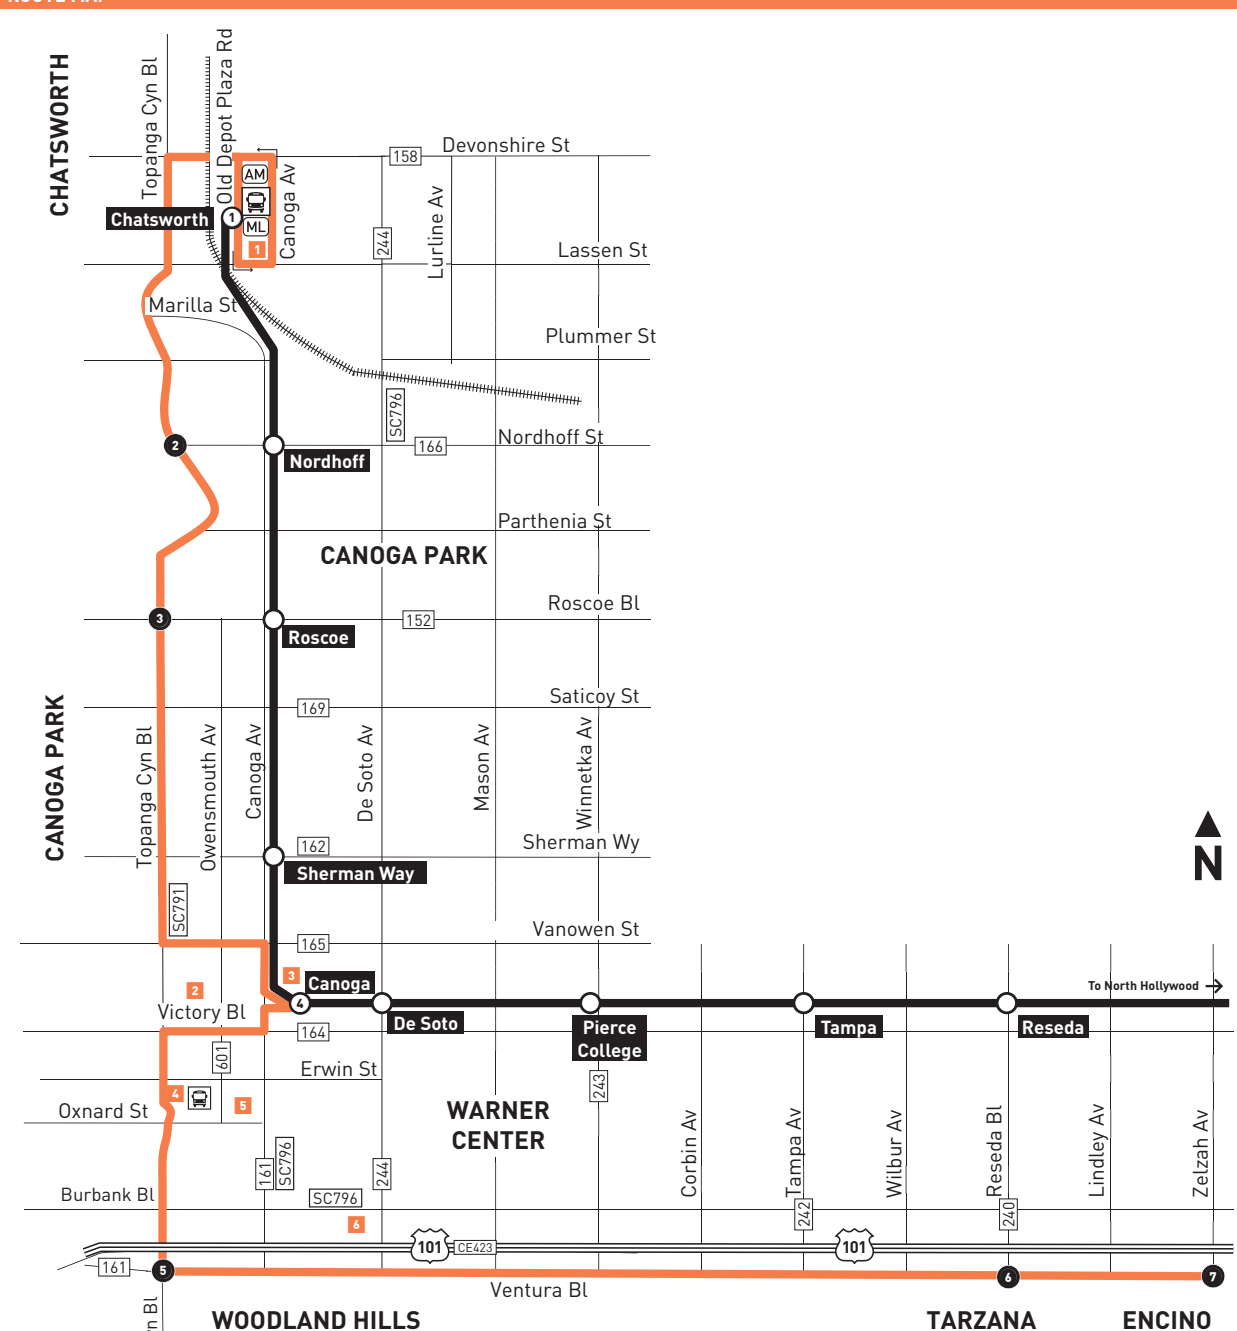 CHATSWORTH
Topanga Cyn Bl
Old Depot Plaza Rd
Canoga Av
AM
ML
1
1
Chatsworth
Devonshire St
158
244
Lurline Av
Lassen St
Marilla St
Plummer St
SC796
2
Nordhoff St
166
Nordhoff
Parthenia St
CANOGA PARK
Roscoe Bl
3
152
Roscoe
Saticoy St
169
CANOGA PARK
Topanga Cyn Bl
Owensmouth Av
Canoga Av
De Soto Av
Mason Av
Winnetka Av
162
Sherman Wy
Sherman Way
N
SC791
Vanowen St
165
3
Canoga
2
4
To North Hollywood
Victory Bl
De Soto
Pierce
College
Tampa
Reseda
164
601
Erwin St
243
4
5
Oxnard St
WARNER
CENTER
161
SC796
244
Corbin Av
Tampa Av
Wilbur Av
Reseda Bl
Lindley Av
Zelzah Av
Burbank Bl
SC796
6
242
240
101
CE423
101
161
5
6
7
Ventura Bl
WOODLAND HILLS
TARZANA
ENCINO